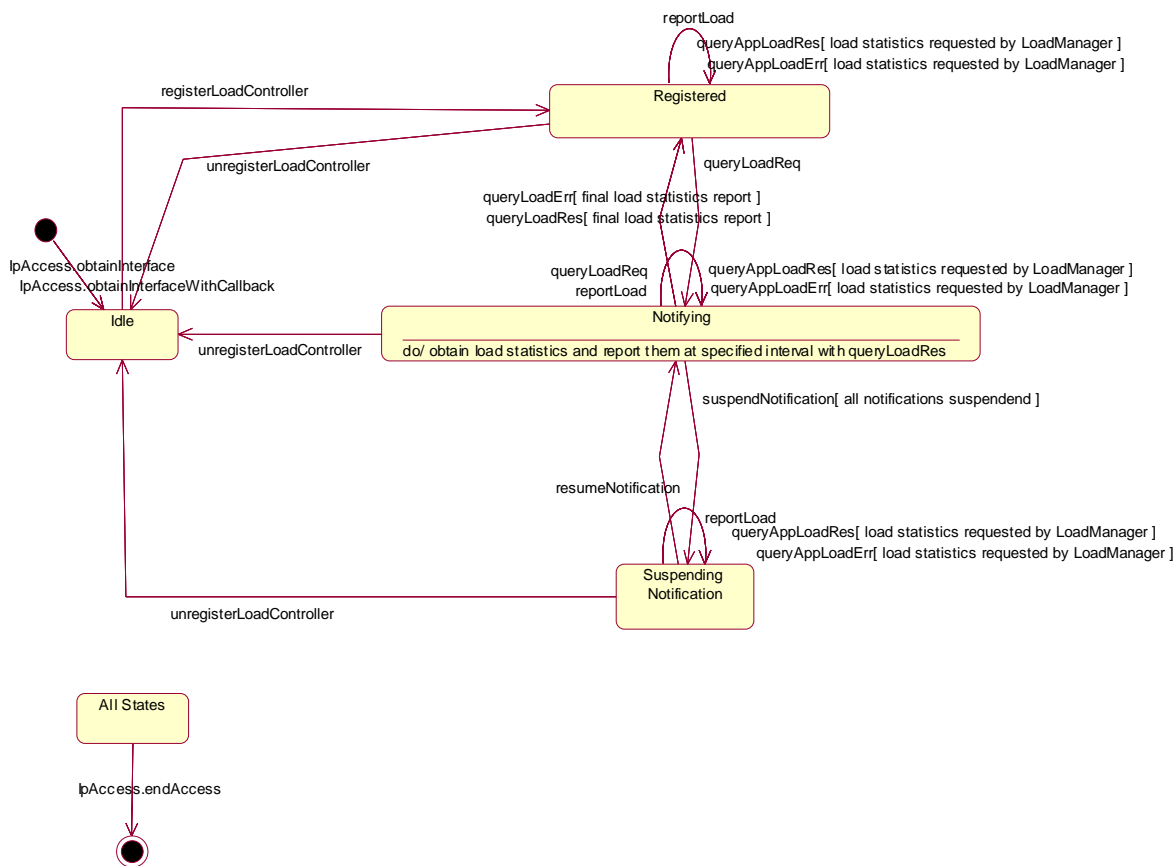 reportLoad
queryAppLoadRes[ load statistics requested by LoadManager ]
queryAppLoadErr[ load statistics requested by LoadManager ]
Registered
registerLoadController
unregisterLoadController
queryLoadReq
queryLoadErr[ final load statistics report ]
queryLoadRes[ final load statistics report ]
IpAccess.obtainInterface
IpAccess.obtainInterfaceWithCallback
queryLoadReq
reportLoad
queryAppLoadRes[ load statistics requested by LoadManager ]
queryAppLoadErr[ load statistics requested by LoadManager ]
Idle
Notifying
do/ obtain load statistics and report them at specified interval with queryLoadRes
unregisterLoadController
suspendNotification[ all notifications suspendend ]
resumeNotification
reportLoad
queryAppLoadRes[ load statistics requested by LoadManager ]
queryAppLoadErr[ load statistics requested by LoadManager ]
Suspending
Notification
unregisterLoadController
All States
IpAccess.endAccess